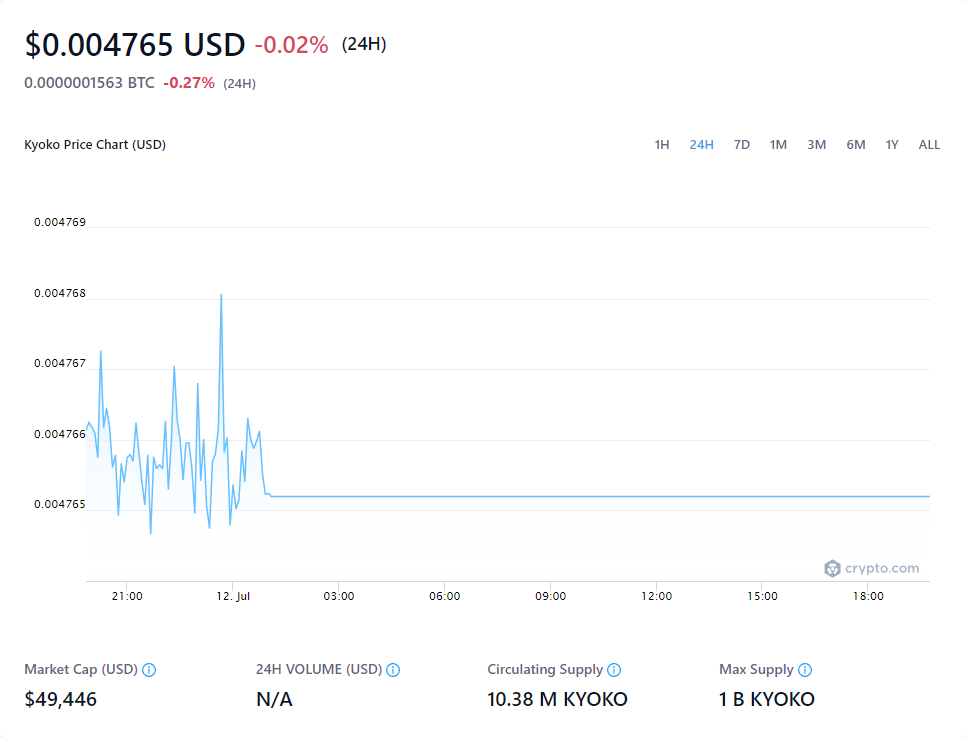 $0.004765 USD -0.02% (24H)
0.0000001563 BTC -0.27% (24H)
Kyoko Price Chart (USD) 1H 24H 7D 1M 3M 6M 1Y ALL
0.004769
0.004768
0.004767
0.004766
0.004765
crypto.com
21:00 12. Jul 03:00 06:00 09:00 12:00 15:00 18:00
Market Cap (USD) 24H VOLUME (USD) Circulating Supply Max Supply
$49,446 N/A 10.38 M KYOKO 1 B KYOKO